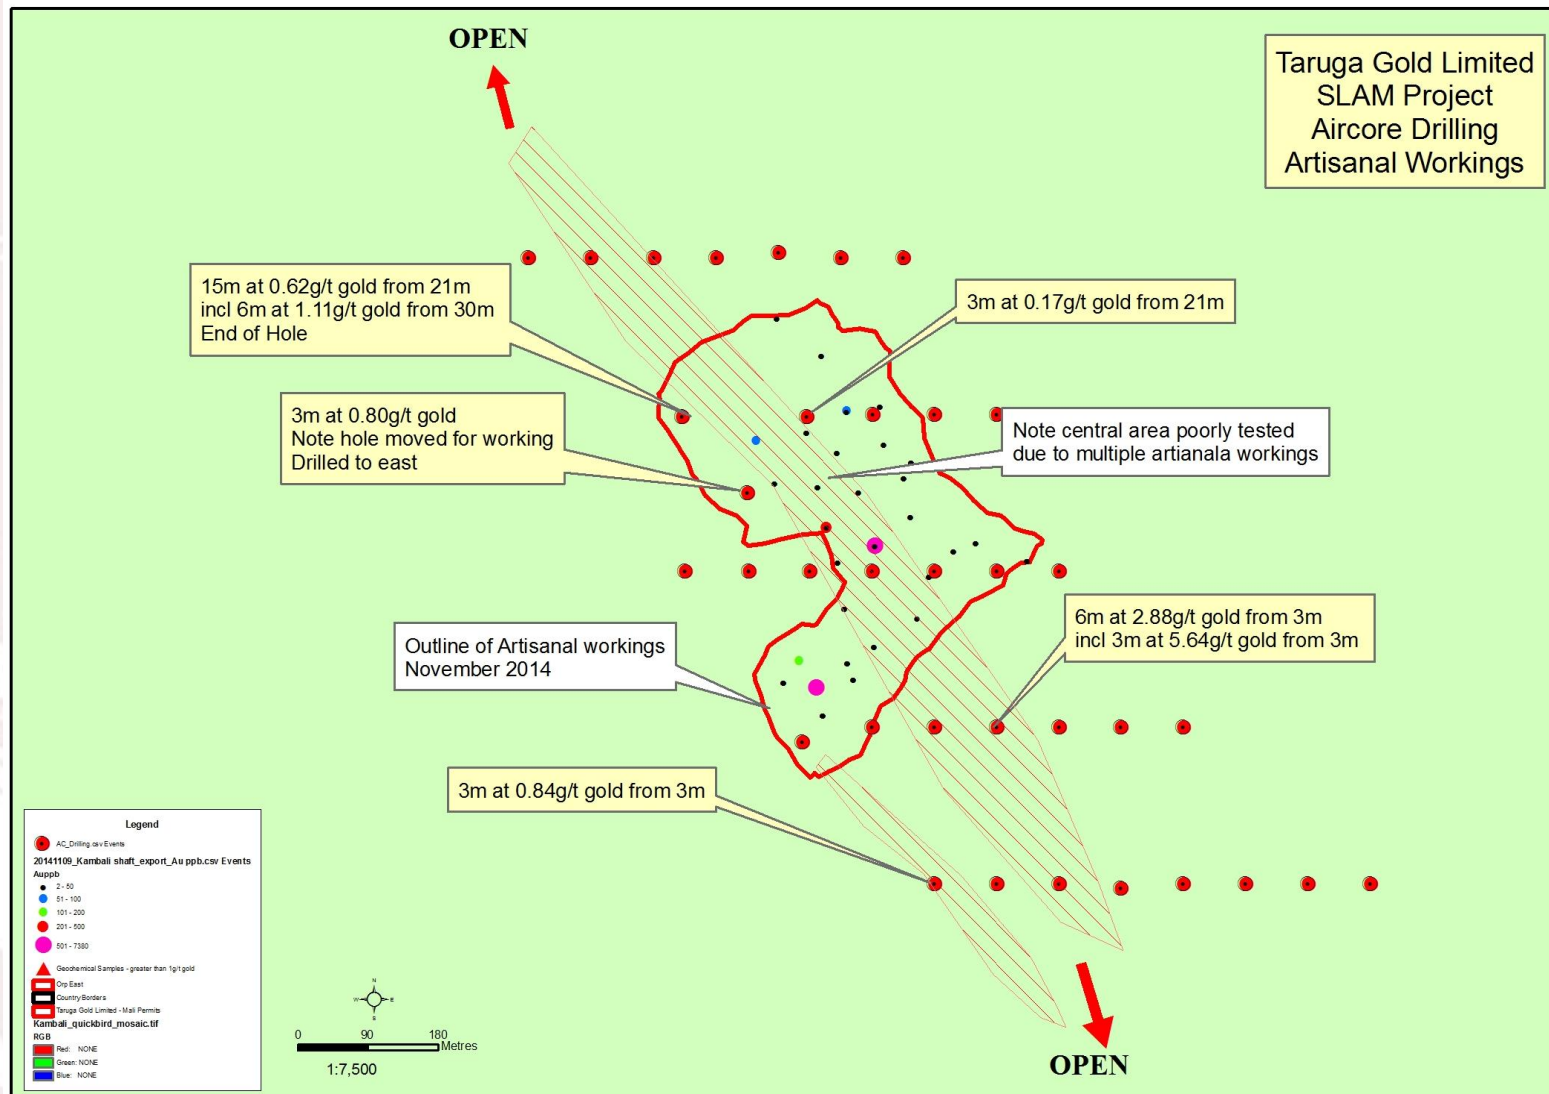 OPEN
Taruga Gold Limited
SLAM Project
Aircore Drilling
Artisanal Workings
15m at 0.62g/t gold from 21m
incl 6m at 1.11g/t gold from 30m
End of Hole
3m at 0.17g/t gold from 21m
3m at 0.80g/t gold
Note hole moved for working
Drilled to east
Note central area poorly tested
due to multiple artianala workings
6m at 2.88g/t gold from 3m
incl 3m at 5.64g/t gold from 3m
Outline of Artisanal workings
November 2014
3m at 0.84g/t gold from 3m
Legend
AC_Drilling.csv Events
20141109_Kambali shaft_export_Au ppb.csv Events
Auppb
2 - 50
51 - 100
101 - 200
201 - 500
501 - 7380
Geochemical Samples - greater than 1g/t gold
Orp East
Country Borders
Taruga Gold Limited - Mali Permits
Kambali_quickbird_mosaic.tif
RGB
Red: NONE
Green: NONE
Blue: NONE
N
W E
S
0 90 180
Metres
1:7,500
OPEN